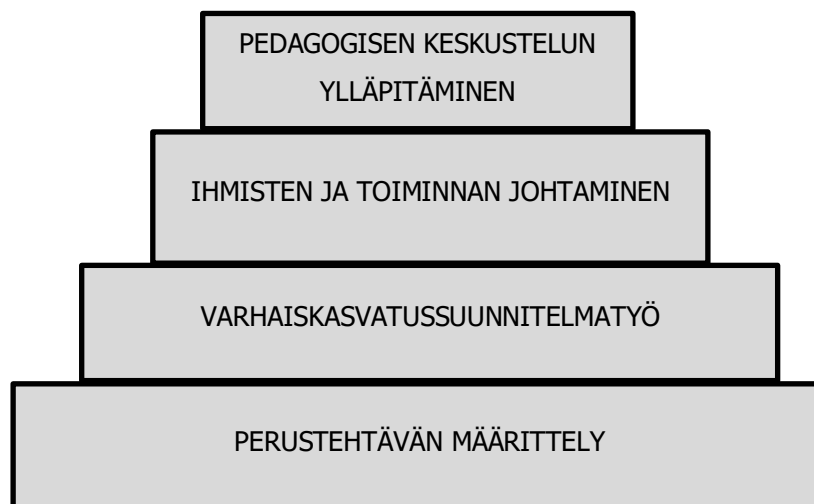 PEDAGOGISEN KESKUSTELUN
YLLÄPITÄMINEN
IHMISTEN JA TOIMINNAN JOHTAMINEN
VARHAISKASVATUSSUUNNITELMATYÖ
PERUSTEHTÄVÄN MÄÄRITTELY